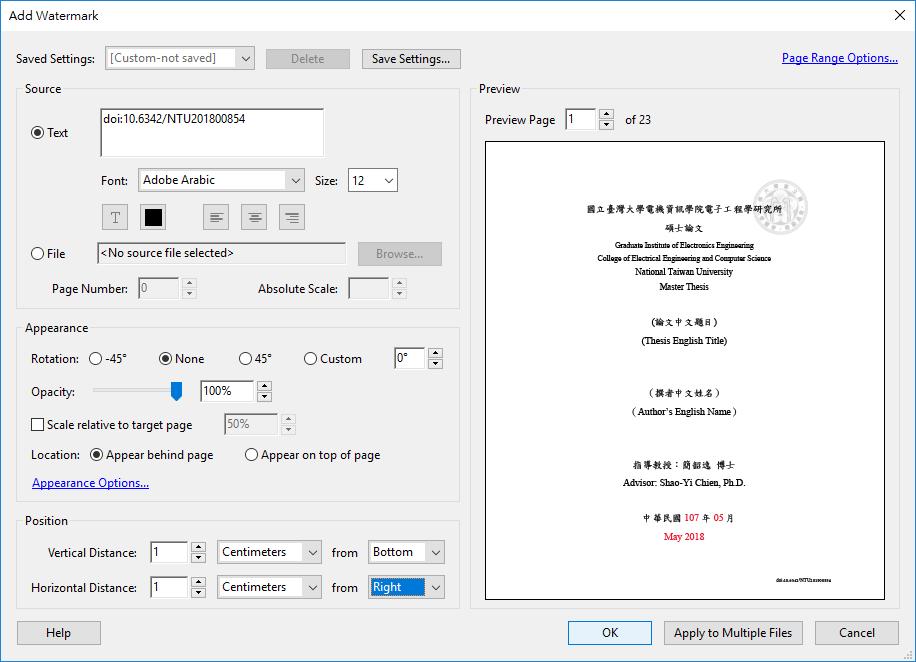 Add Watermark
Saved Settings: [Custom-not saved] Delete Save Settings... Page Range Options...
Source
Text
doi:10.6342/NTU201800854
Font: Adobe Arabic Size: 12
T
File <No source file selected> Browse...
Page Number: 0 Absolute Scale:
Appearance
Rotation: -45° None 45° Custom 0°
Opacity: 100%
Scale relative to target page 50%
Location: Appear behind page Appear on top of page
Appearance Options...
Position
Vertical Distance: 1 Centimeters from Bottom
Horizontal Distance: 1 Centimeters from Right
Preview
Preview Page 1 of 23
國立臺灣大學電機資訊學院電子工程學研究所
碩士論文
Graduate Institute of Electronics Engineering
College of Electrical Engineering and Computer Science
National Taiwan University
Master Thesis
(論文中文題目)
(Thesis English Title)
(撰者中文姓名)
( Author's English Name )
指導教授：簡韶逸 博士
Advisor: Shao-Yi Chien, Ph.D.
中華民國 107 年 05 月
May 2018
doi:10.6342/NTU201800854
Help OK Apply to Multiple Files Cancel